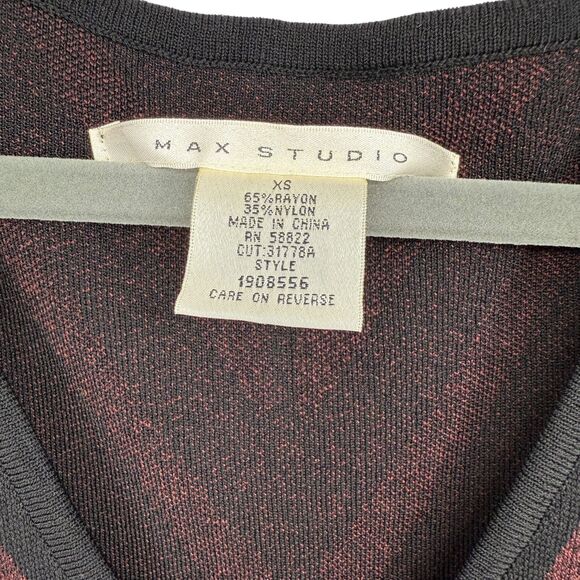 MAX STUDIO
XS
65%RAYON
35%NYLON
MADE IN CHINA
RN 58822
CUT:31778A
STYLE
1908556
CARE ON REVERSE